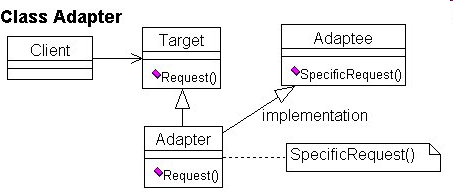 Class Adapter
Client
Target
Request()
Adaptee
SpecificRequest()
implementation
Adapter
Request()
SpecificRequest()